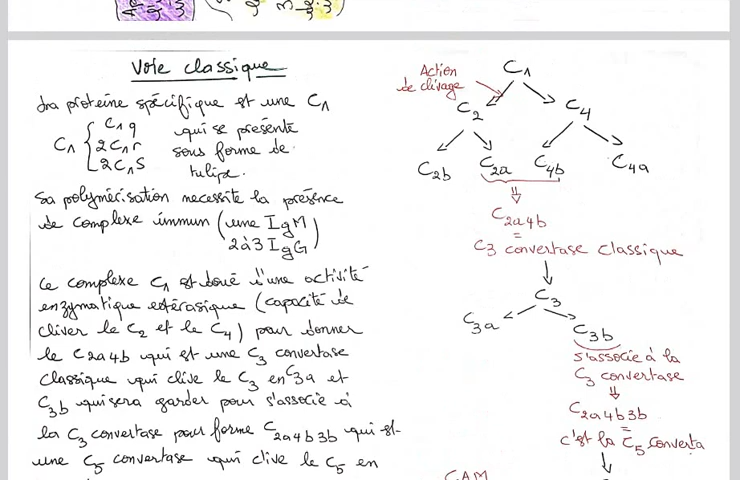 Voie classique
La proteine spécifique est une C1
C1 { C1q
2C1r
2C1S
qui se présente
sous forme de
tulipe.
Sa polymérisation necessite la présence
de complexe immun (une IgM
2 à 3 IgG)
Ce complexe C1 est doué d'une activité
enzymatique estérasique (capacité de
cliver le C2 et le C4) pour donner
le C2a4b qui est une C3 convertase
classique qui clive le C3 en C3a et
C3b qui sera garder pour s'associe à
la C3 convertase pour forme C2a4b3b qui est
une C5 convertase qui clive le C5 en
Action
de clivage
C1
C2
C4
C2b
C2a
C4b
C4a
⇓
C2a4b
=
C3 convertase classique
C3
C3a
C3b
s'associe à la
C3 convertase
⇓
C2a4b3b
=
c'est la C5 converta
CAM